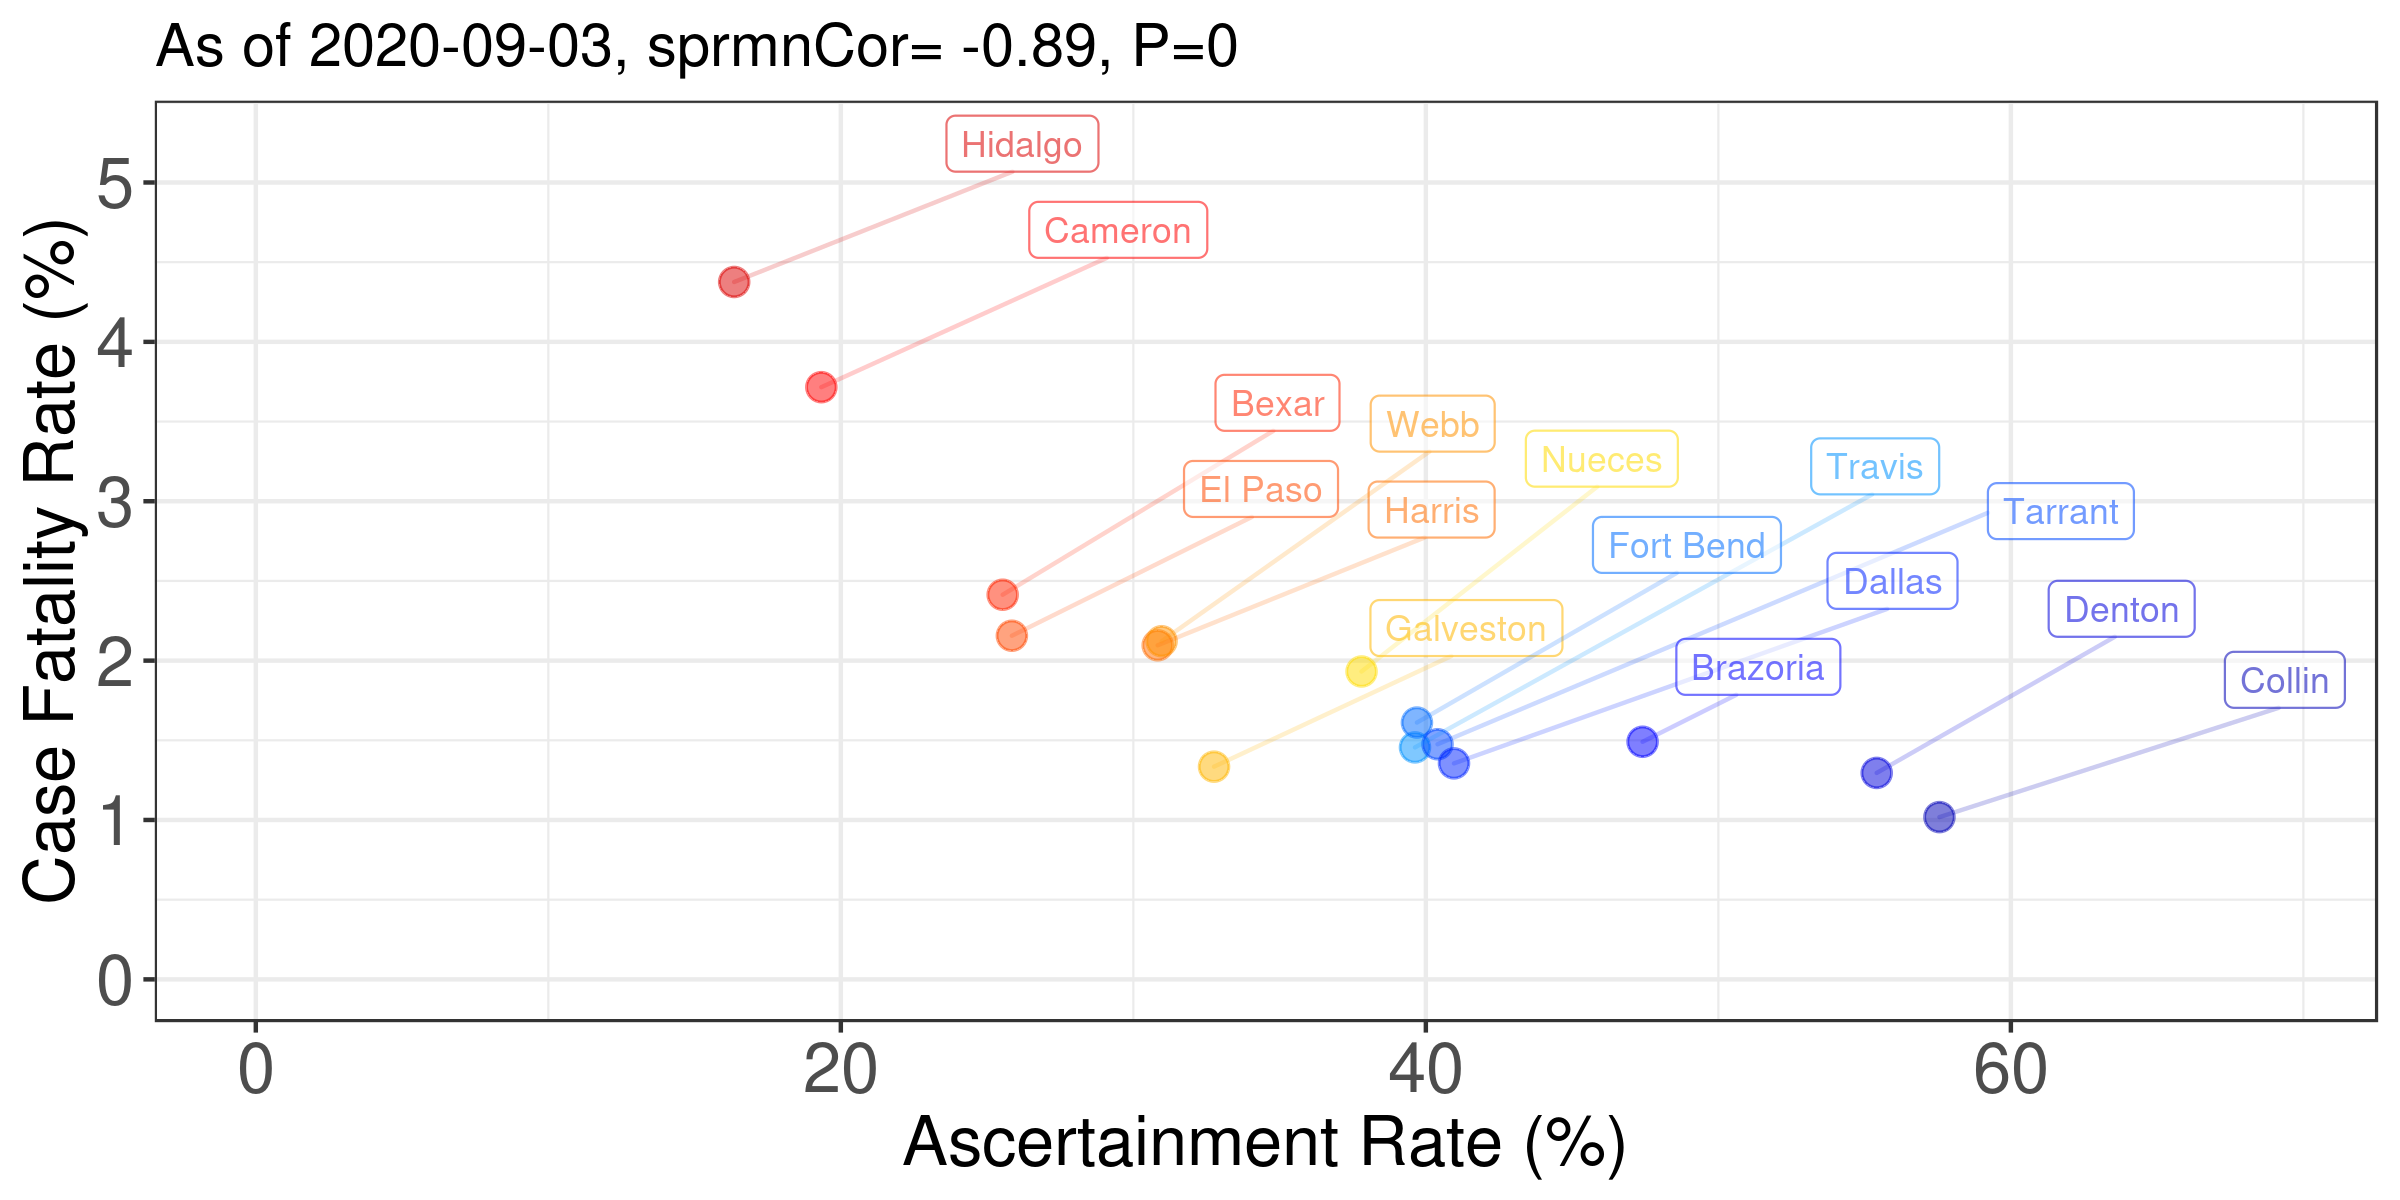 As of 2020-09-03, sprmnCor= -0.89, P=0
Case Fatality Rate (%)
5
4
3
2
1
0
Hidalgo
Cameron
Bexar
Webb
Nueces
Travis
El Paso
Harris
Tarrant
Fort Bend
Dallas
Denton
Galveston
Brazoria
Collin
0
20
40
60
Ascertainment Rate (%)